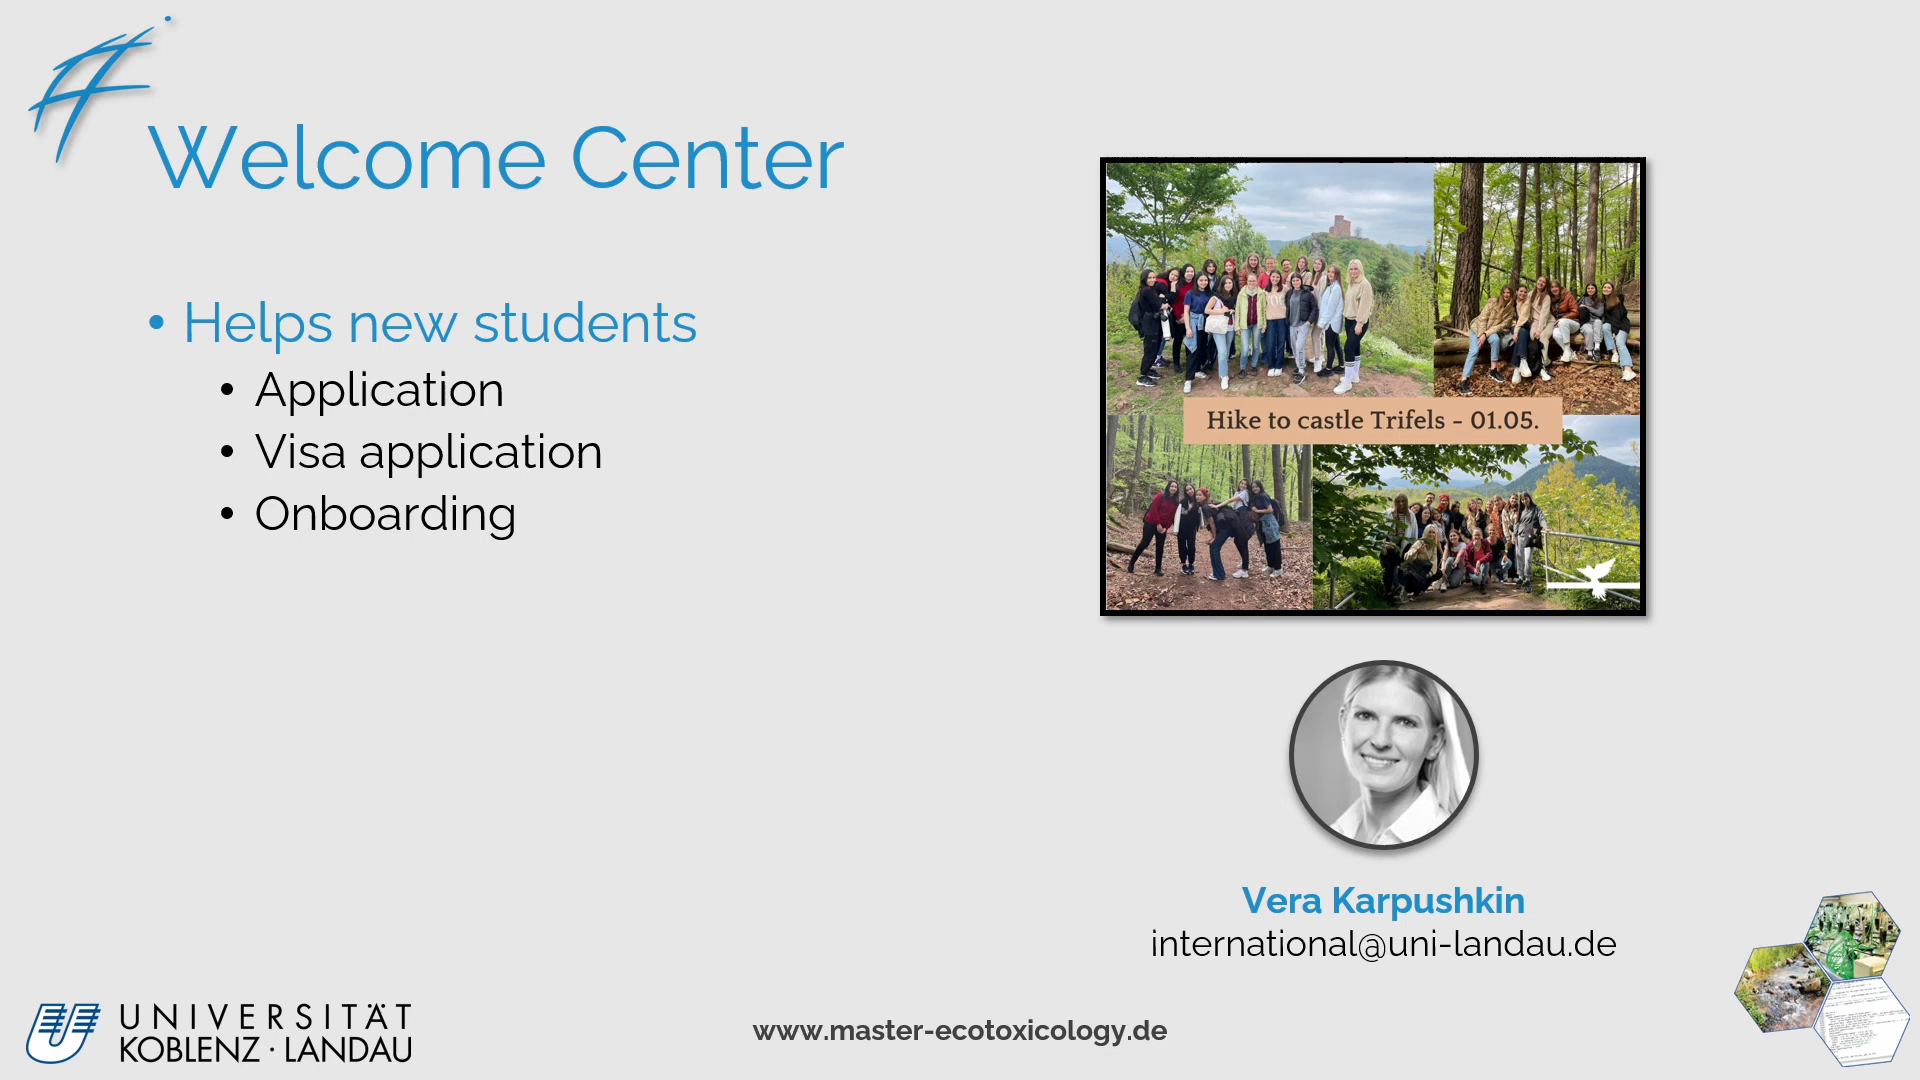 Welcome Center
• Helps new students
• Application
• Visa application
• Onboarding
Hike to castle Trifels - 01.05.
Vera Karpushkin
international@uni-landau.de
UNIVERSITÄT
KOBLENZ · LANDAU
www.master-ecotoxicology.de